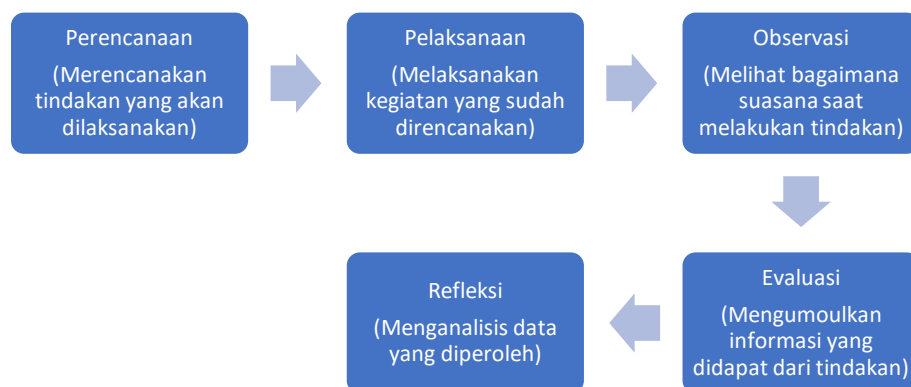 Perencanaan
(Merencanakan
tindakan yang akan
dilaksanakan)
Pelaksanaan
(Melaksanakan
kegiatan yang sudah
direncanakan)
Observasi
(Melihat bagaimana
suasana saat
melakukan tindakan)
Evaluasi
(Mengumoulkan
informasi yang
didapat dari tindakan)
Refleksi
(Menganalisis data
yang diperoleh)